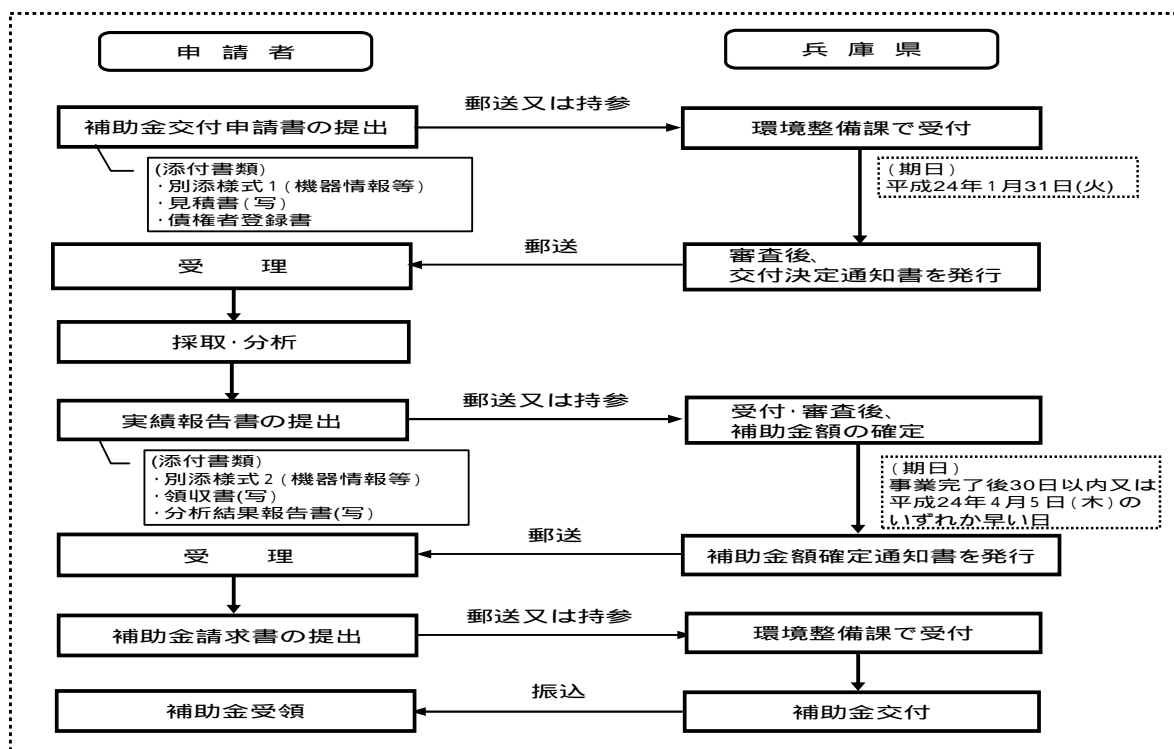 申 請 者
兵 庫 県
補助金交付申請書の提出
郵送又は持参
環境整備課で受付
(添付書類)
・別添様式1(機器情報等)
・見積書(写)
・債権者登録書
(期日)
平成24年1月31日(火)
受 理
郵送
審査後、
交付決定通知書を発行
採取・分析
実績報告書の提出
郵送又は持参
受付・審査後、
補助金額の確定
(添付書類)
・別添様式2(機器情報等)
・領収書(写)
・分析結果報告書(写)
(期日)
事業完了後30日以内又は
平成24年4月5日(木)の
いずれか早い日
受 理
郵送
補助金額確定通知書を発行
補助金請求書の提出
郵送又は持参
環境整備課で受付
補助金受領
振込
補助金交付